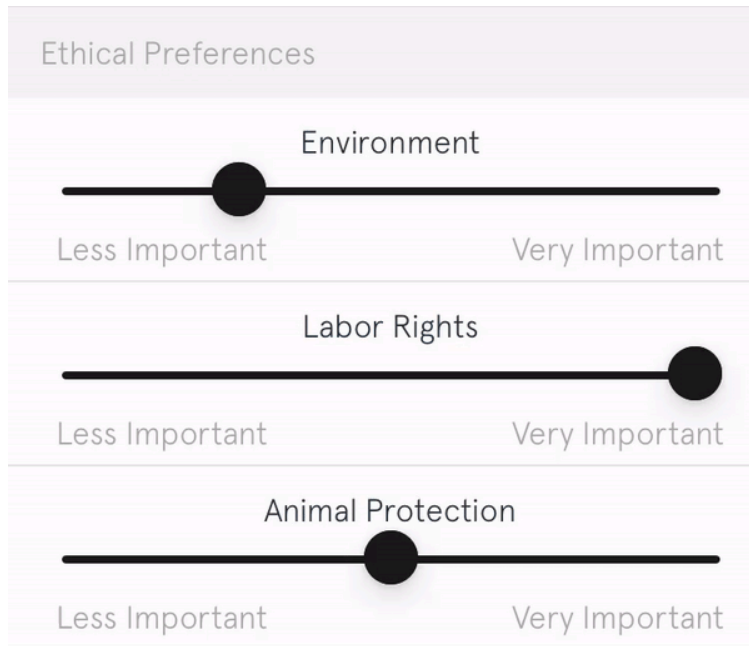 Ethical Preferences
Environment
Less Important Very Important
Labor Rights
Less Important Very Important
Animal Protection
Less Important Very Important